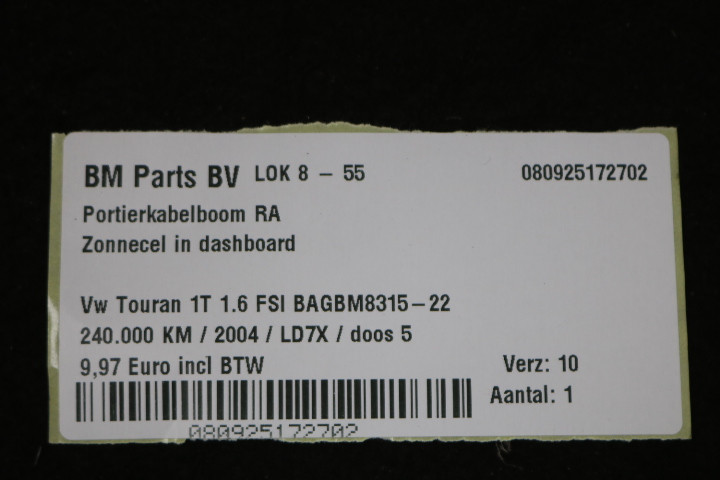 BM Parts BV LOK 8 - 55 080925172702
Portierkabelboom RA
Zonnecel in dashboard
Vw Touran 1T 1.6 FSI BAGBM8315-22
240.000 KM / 2004 / LD7X / doos 5
9,97 Euro incl BTW Verz: 10
Aantal: 1
080925172702